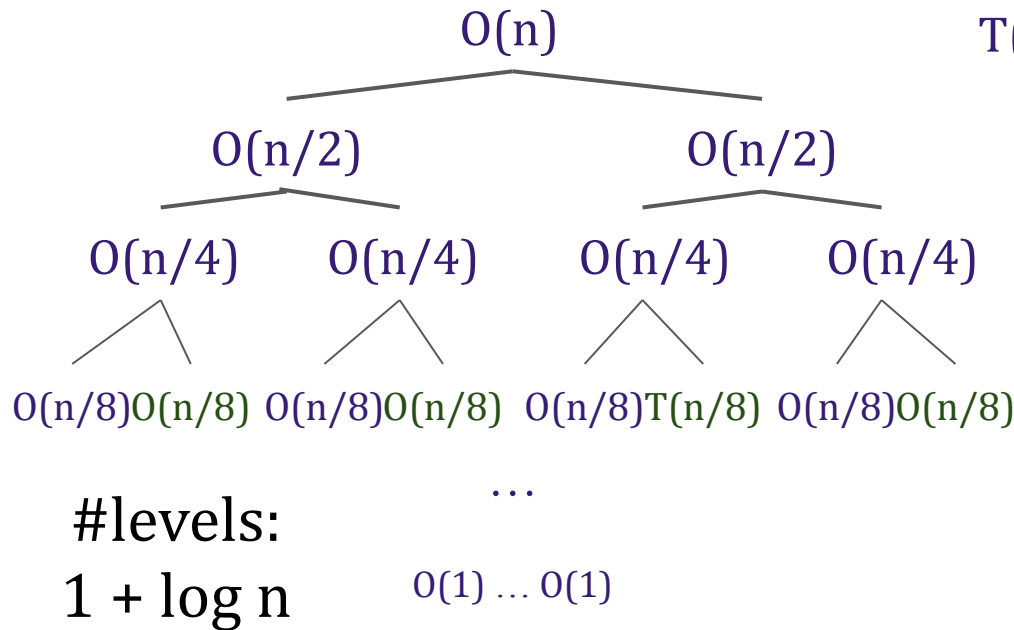 O(n) T(
O(n/2) O(n/2)
O(n/4) O(n/4) O(n/4) O(n/4)
O(n/8)O(n/8) O(n/8)O(n/8) O(n/8)T(n/8) O(n/8)O(n/8)
...
#levels:
1 + log n
O(1) ... O(1)